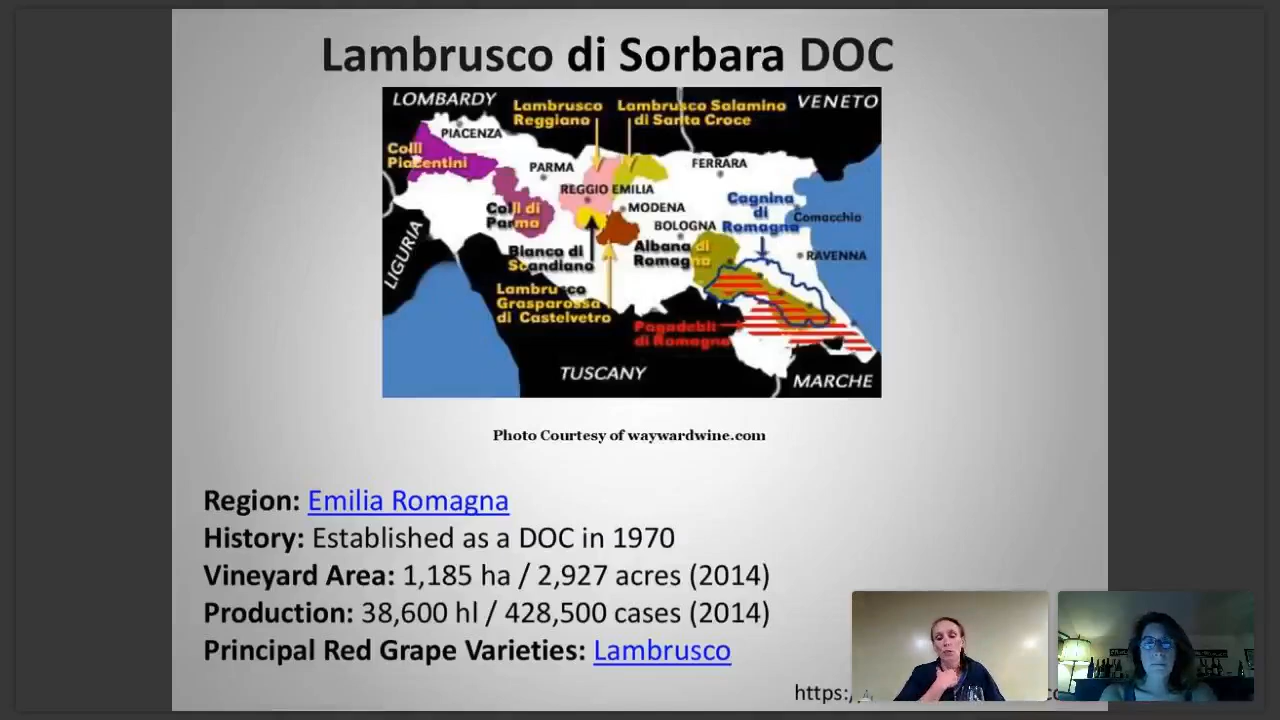 Lambrusco di Sorbara DOC
LOMBARDY
VENETO
Lambrusco
Reggiano
Lambrusco Salamino
di Santa Croce
PIACENZA
Colli
Piacentini
PARMA
FERRARA
REGGIO EMILIA
Colli di
Parma
MODENA
Cagnina
di
Romagna
Comacchio
BOLOGNA
LIGURIA
Bianco di
Scandiano
Albana di
Romagna
RAVENNA
Lambrusco
Grasparossa
di Castelvetro
Pagadebit
di Romagna
TUSCANY
MARCHE
Photo Courtesy of waywardwine.com
Region: Emilia Romagna
History: Established as a DOC in 1970
Vineyard Area: 1,185 ha / 2,927 acres (2014)
Production: 38,600 hl / 428,500 cases (2014)
Principal Red Grape Varieties: Lambrusco
https:/